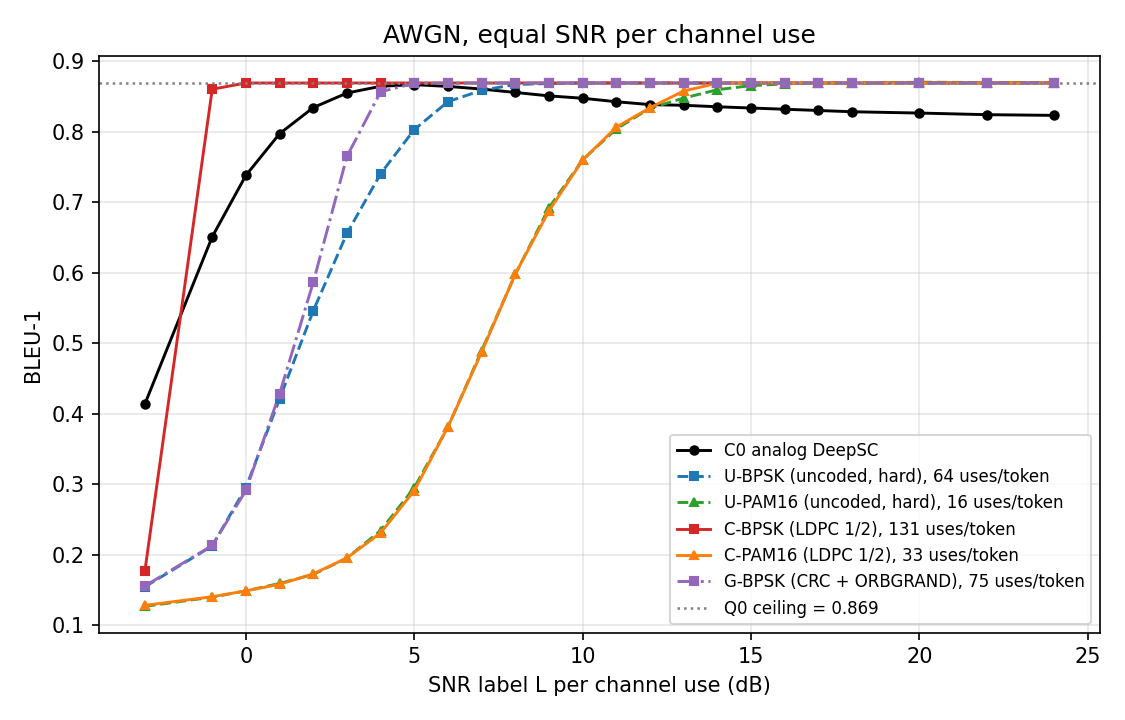 AWGN, equal SNR per channel use
0.9
0.8
0.7
0.6
0.5
0.4
0.3
0.2
0.1
BLEU-1
C0 analog DeepSC
U-BPSK (uncoded, hard), 64 uses/token
U-PAM16 (uncoded, hard), 16 uses/token
C-BPSK (LDPC 1/2), 131 uses/token
C-PAM16 (LDPC 1/2), 33 uses/token
G-BPSK (CRC + ORBGRAND), 75 uses/token
Q0 ceiling = 0.869
0 5 10 15 20 25
SNR label L per channel use (dB)